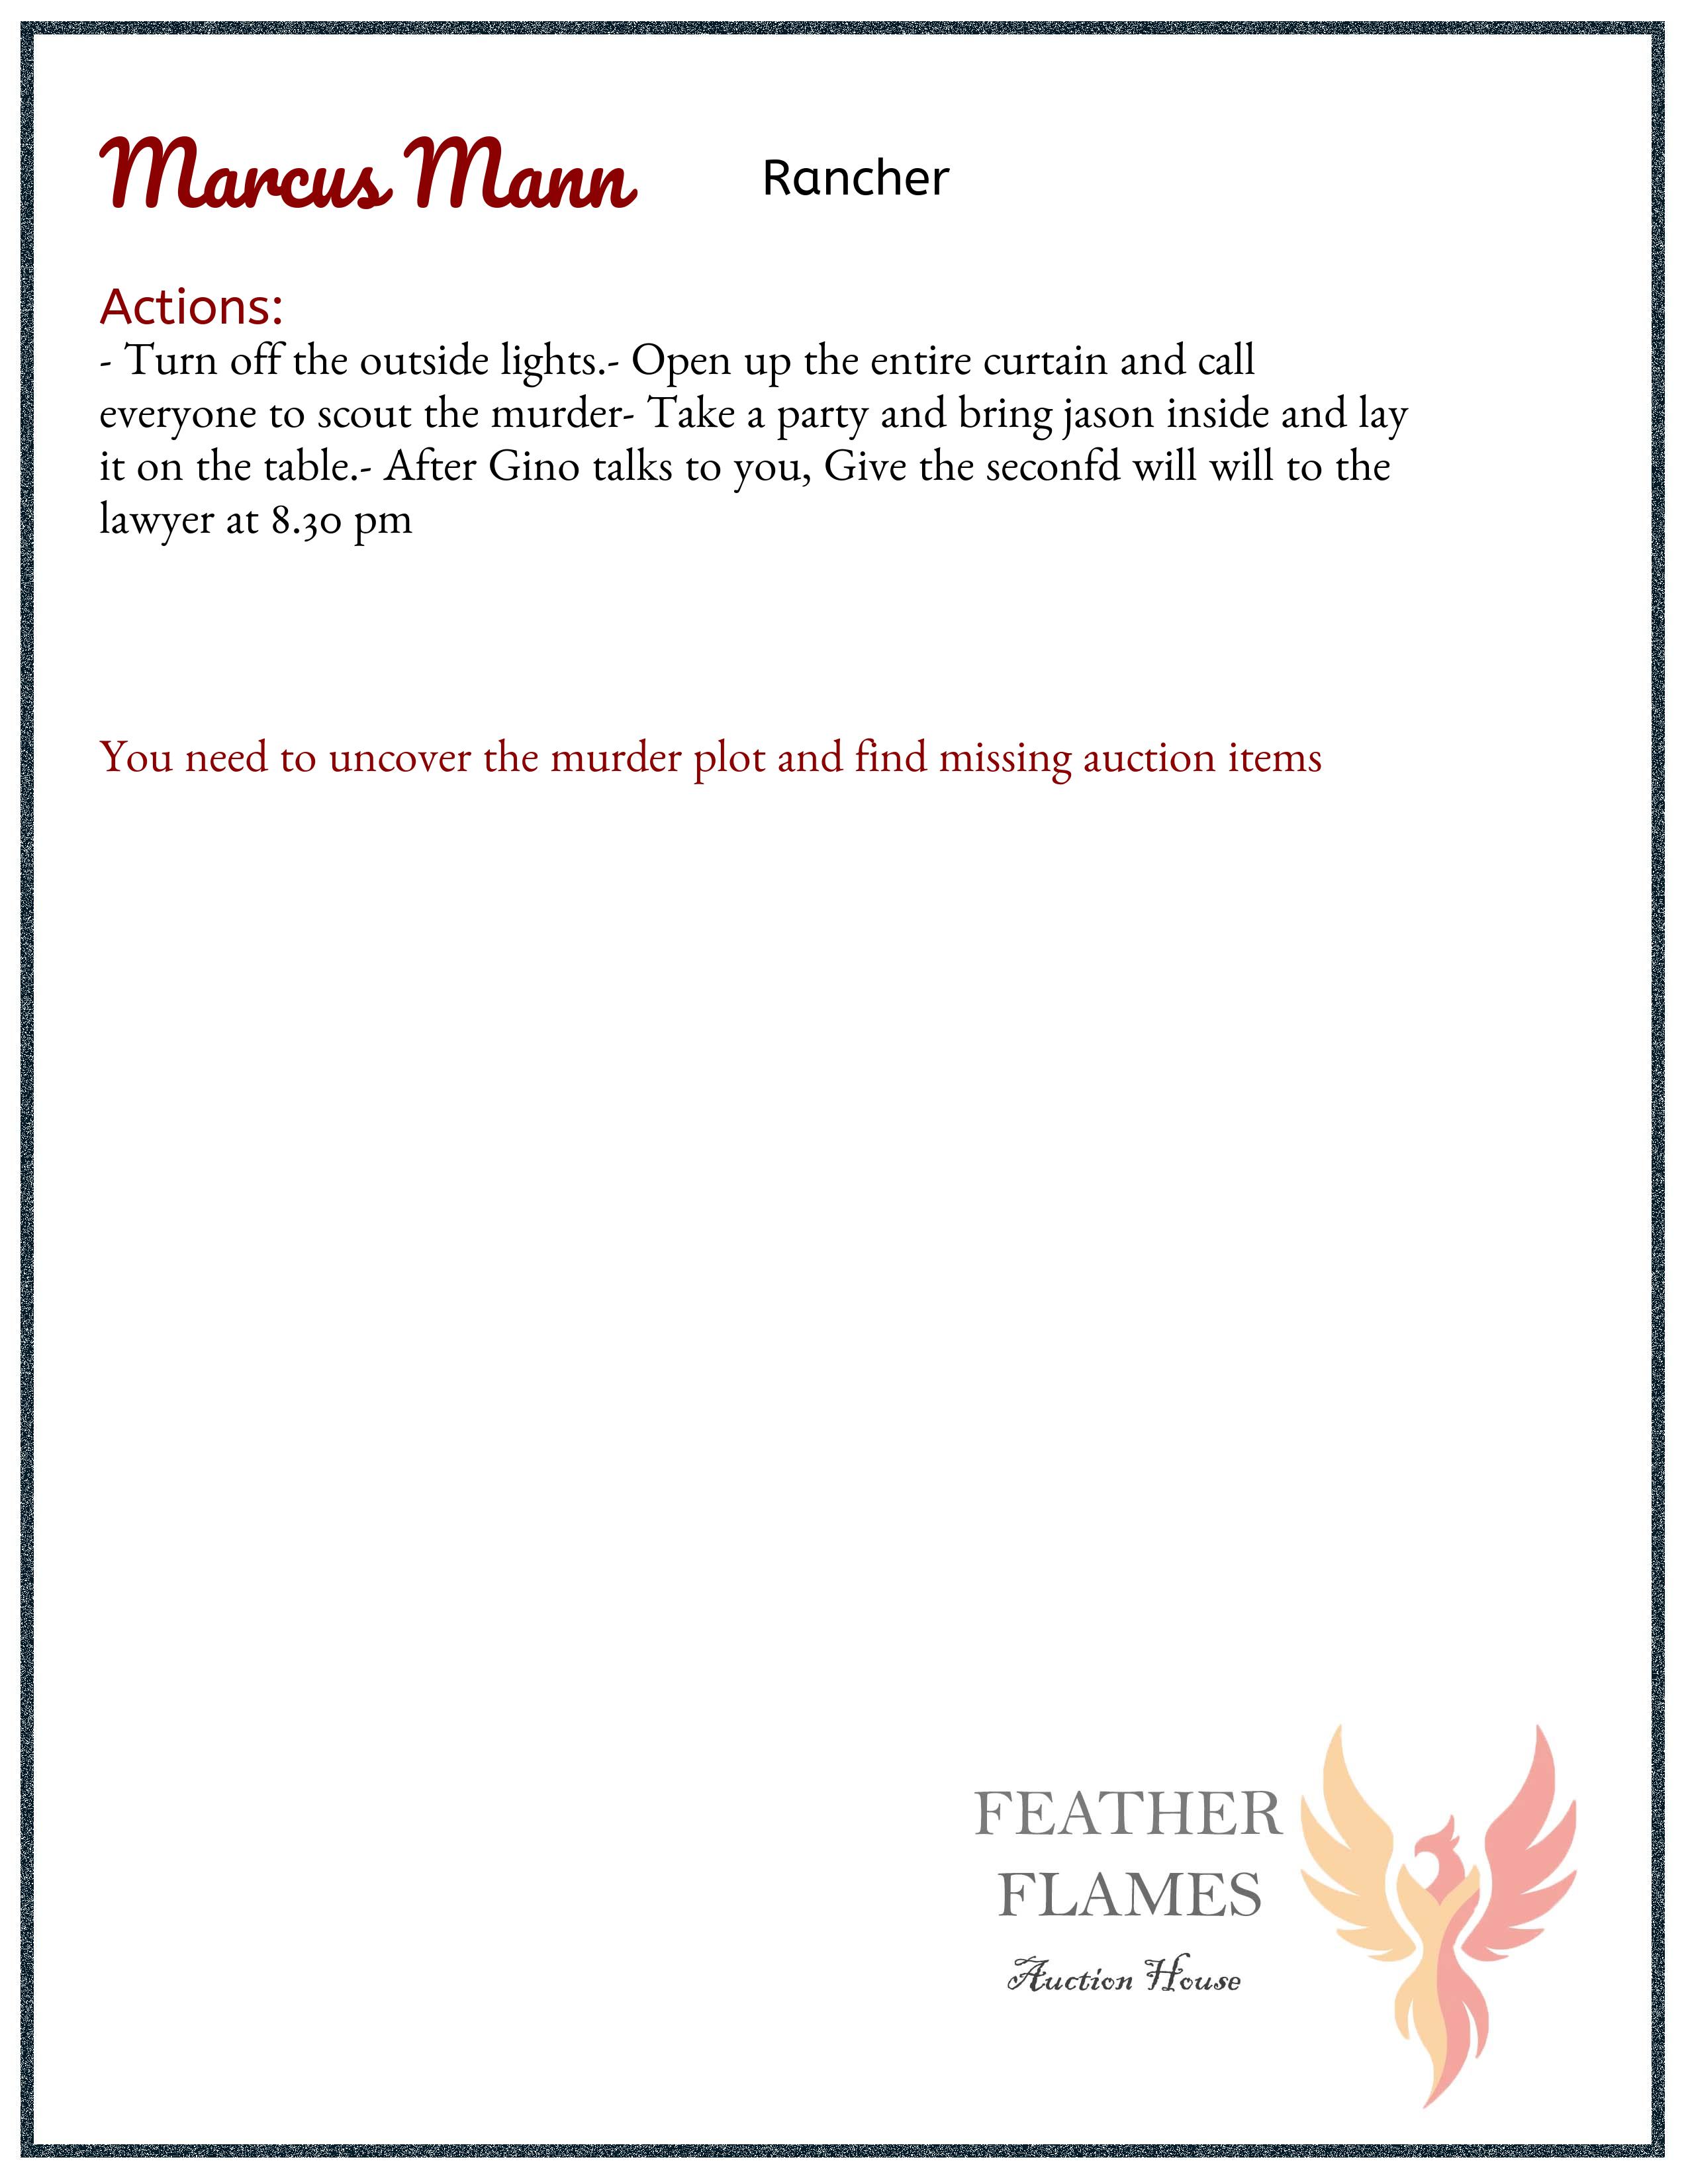 Marcus Mann Rancher
Actions:
- Turn off the outside lights.- Open up the entire curtain and call
everyone to scout the murder- Take a party and bring jason inside and lay
it on the table.- After Gino talks to you, Give the seconfd will will to the
lawyer at 8.30 pm
You need to uncover the murder plot and find missing auction items
FEATHER
FLAMES
Auction House